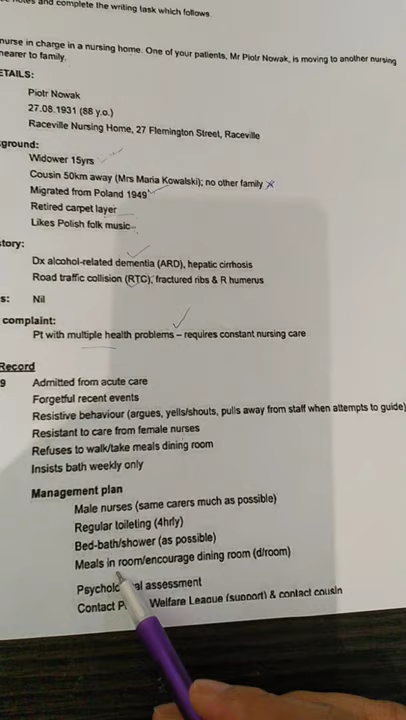 notes and complete the writing task which follows.
nurse in charge in a nursing home. One of your patients, Mr Piotr Nowak, is moving to another nursing
nearer to family.
ETAILS:
Piotr Nowak
27.08.1931 (88 y.o.)
Raceville Nursing Home, 27 Flemington Street, Raceville
ground:
Widower 15yrs
Cousin 50km away (Mrs Maria Kowalski); no other family
Migrated from Poland 1949
Retired carpet layer
Likes Polish folk music
story:
Dx alcohol-related dementia (ARD), hepatic cirrhosis
Road traffic collision (RTC), fractured ribs & R humerus
s: Nil
complaint:
Pt with multiple health problems – requires constant nursing care
Record
9 Admitted from acute care
Forgetful recent events
Resistive behaviour (argues, yells/shouts, pulls away from staff when attempts to guide)
Resistant to care from female nurses
Refuses to walk/take meals dining room
Insists bath weekly only
Management plan
Male nurses (same carers much as possible)
Regular toileting (4hrly)
Bed-bath/shower (as possible)
Meals in room/encourage dining room (d/room)
assessment
Contact Welfare League (support) & contact cousin